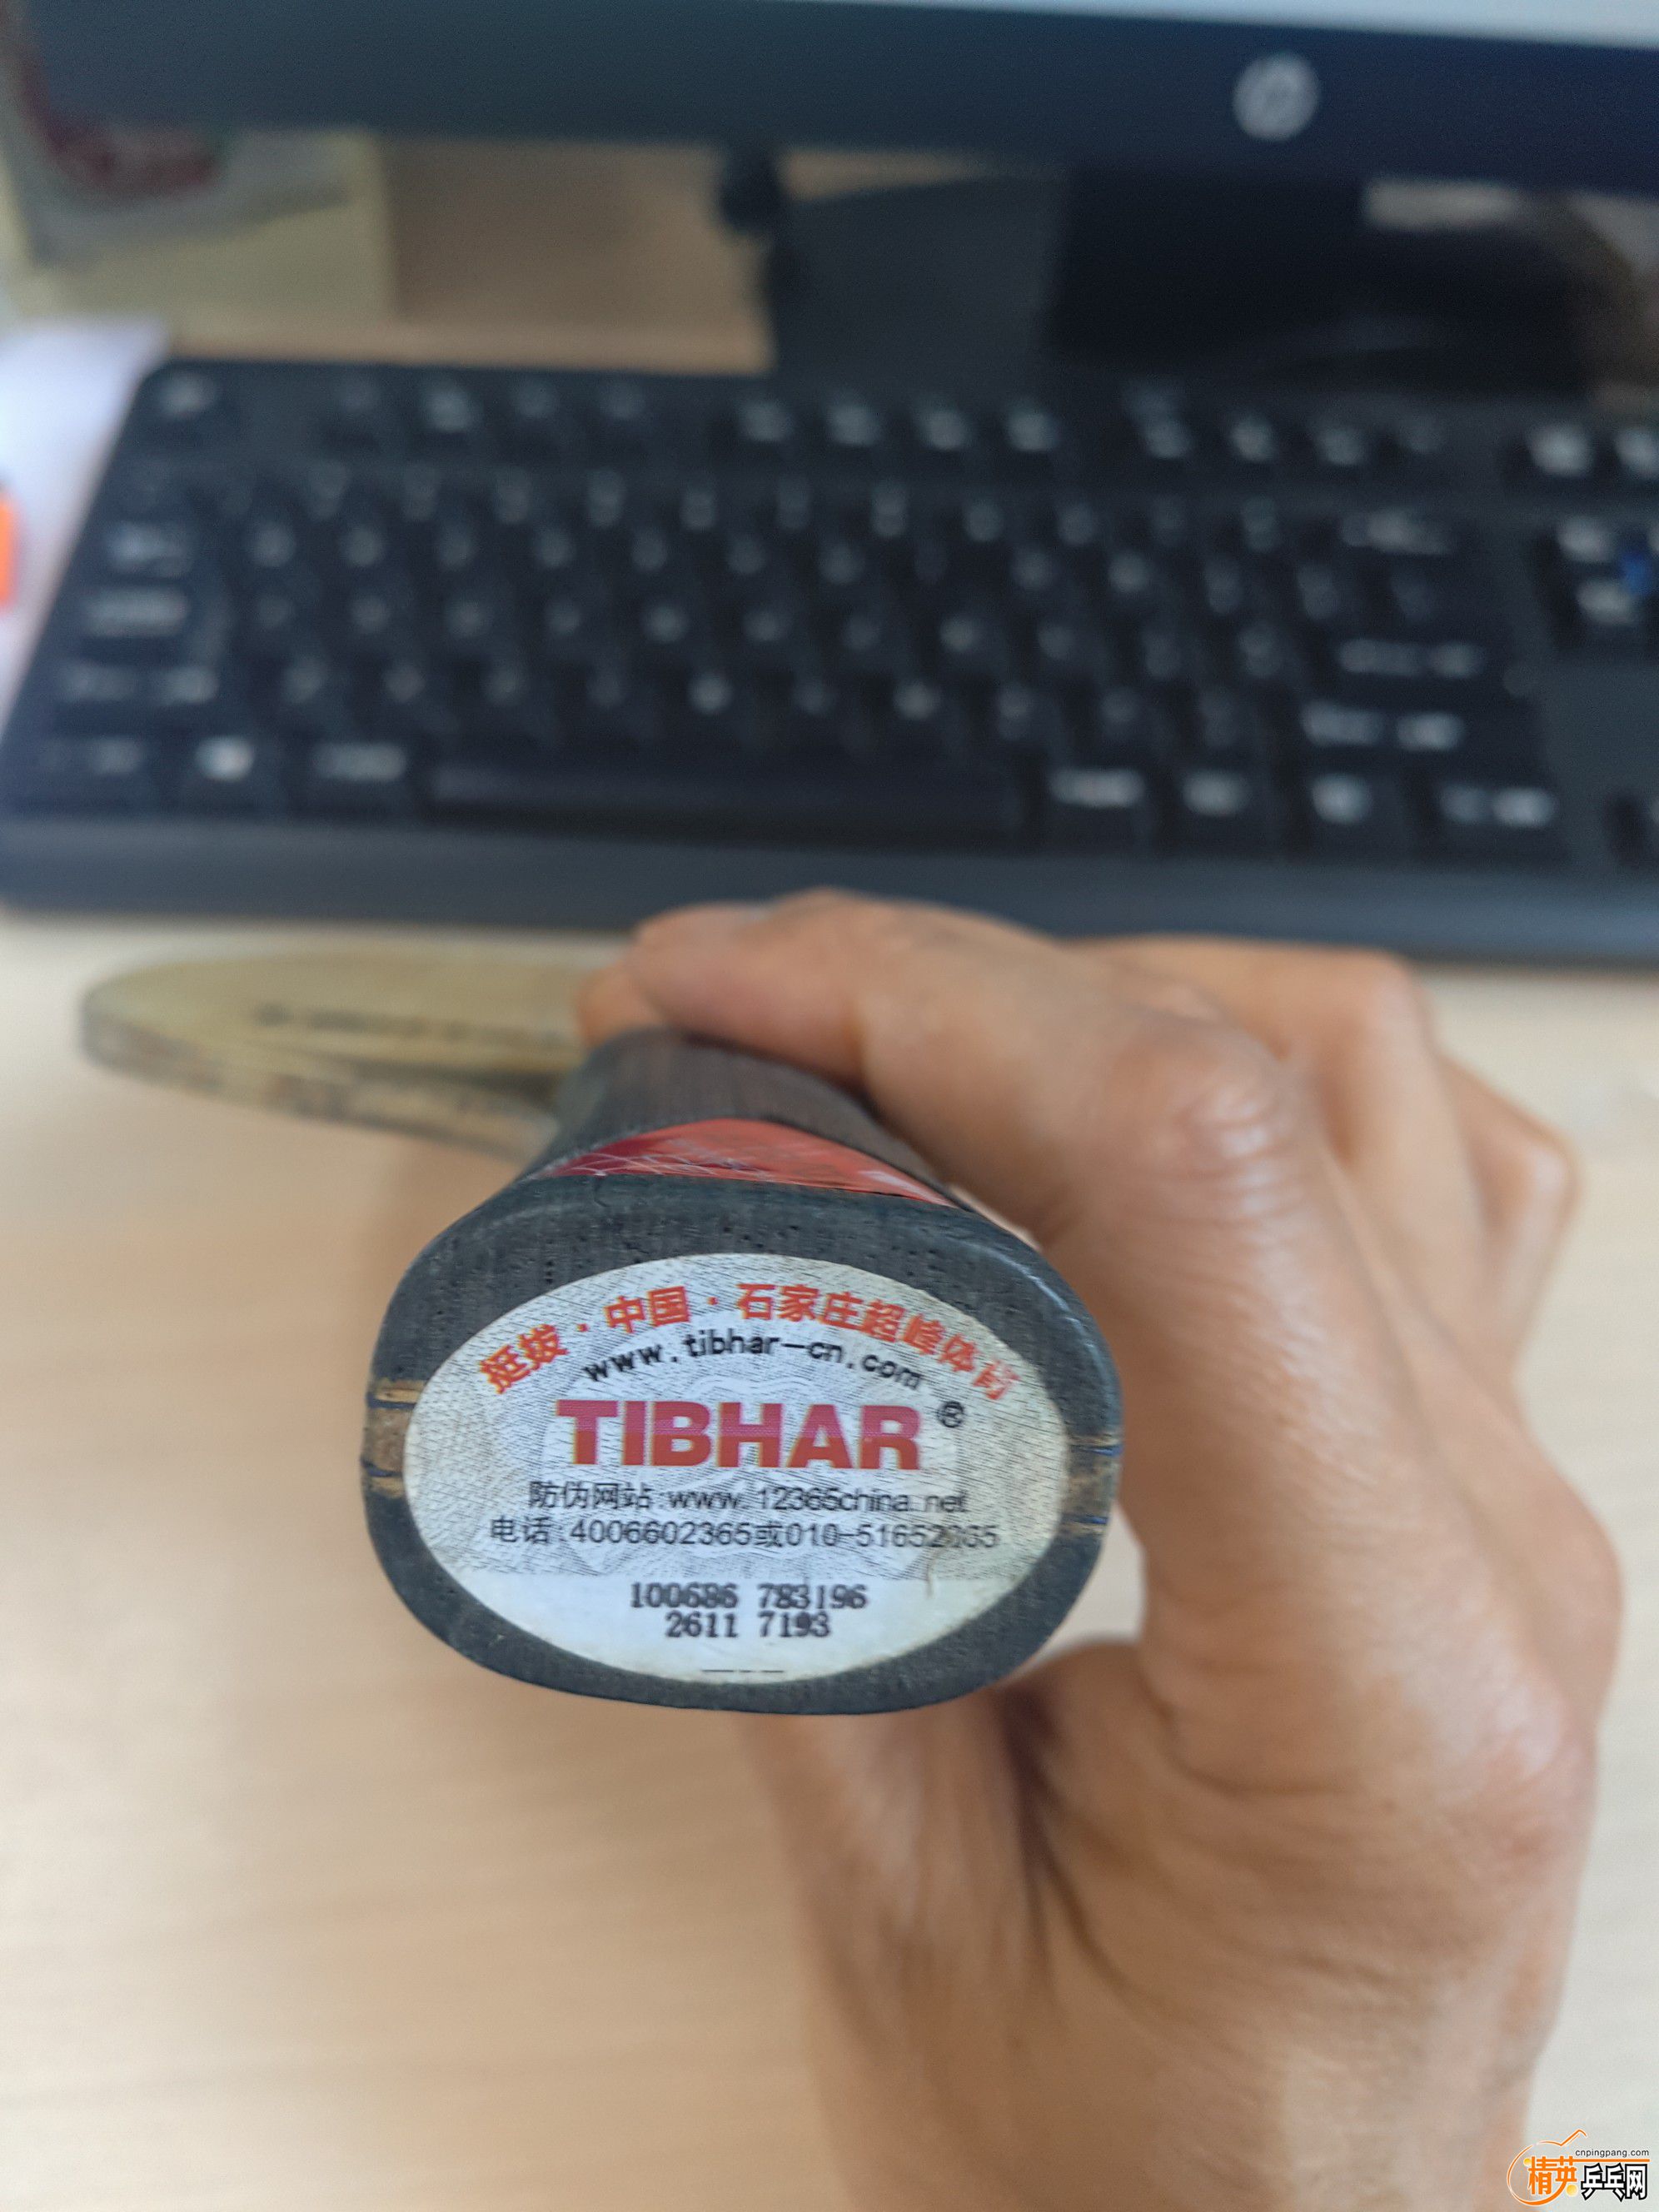 挺拔·中国·石家庄超峰体育
www.tibhar-cn.com
TIBHAR®
防伪网站:www.12365china.net
电话:4006602365或010-51652365
100686 783196
2611 7193
cnpingpang.com
精英乒乓网